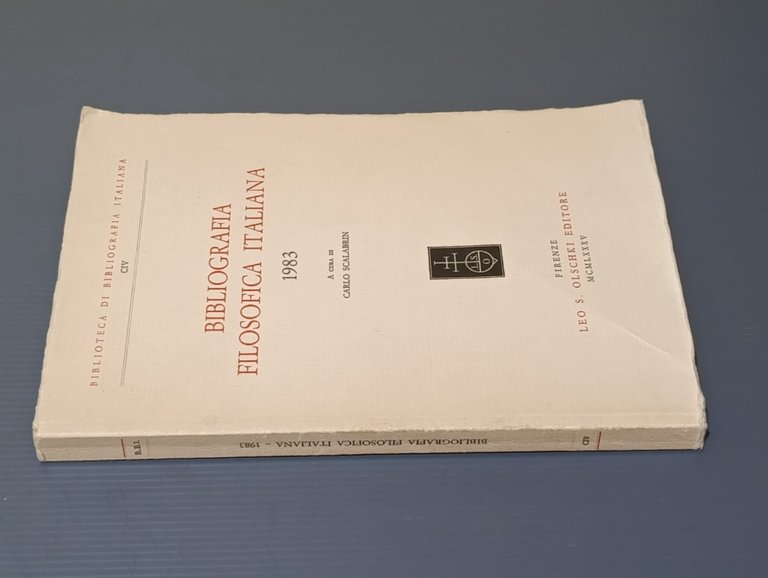 BIBLIOTECA DI BIBLIOGRAFIA ITALIANA
CIV
BIBLIOGRAFIA
FILOSOFICA ITALIANA
1983
A CURA DI
CARLO SCALABRIN
FIRENZE
LEO S. OLSCHKI EDITORE
MCMLXXXV
B.B.I.
BIBLIOGRAFIA FILOSOFICA ITALIANA - 1983
CIV